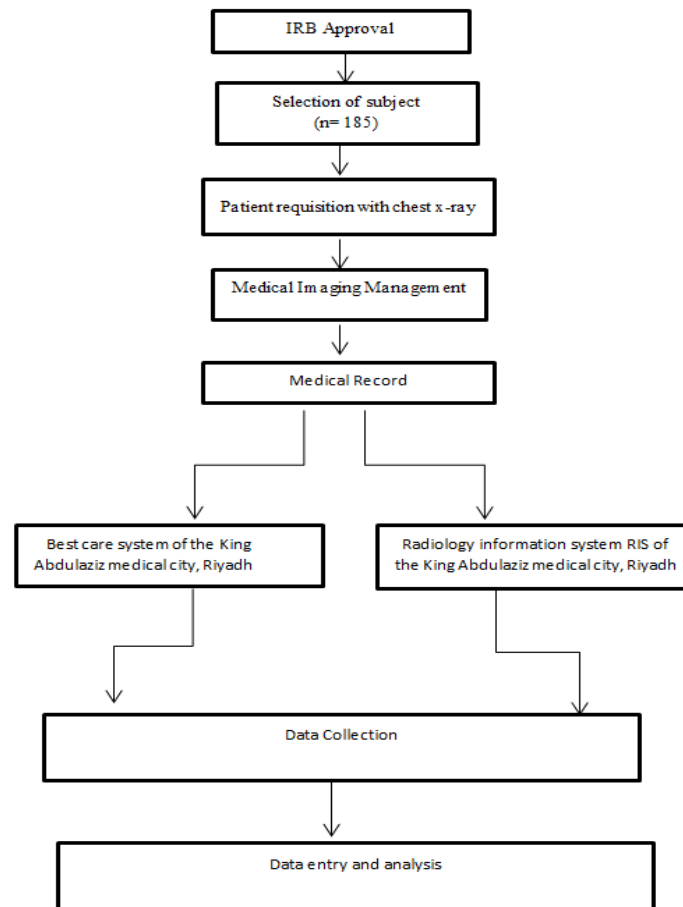 IRB Approval
Selection of subject
(n= 185)
Patient requisition with chest x-ray
Medical Imaging Management
Medical Record
Best care system of the King
Abdulaziz medical city, Riyadh
Radiology information system RIS of
the King Abdulaziz medical city, Riyadh
Data Collection
Data entry and analysis